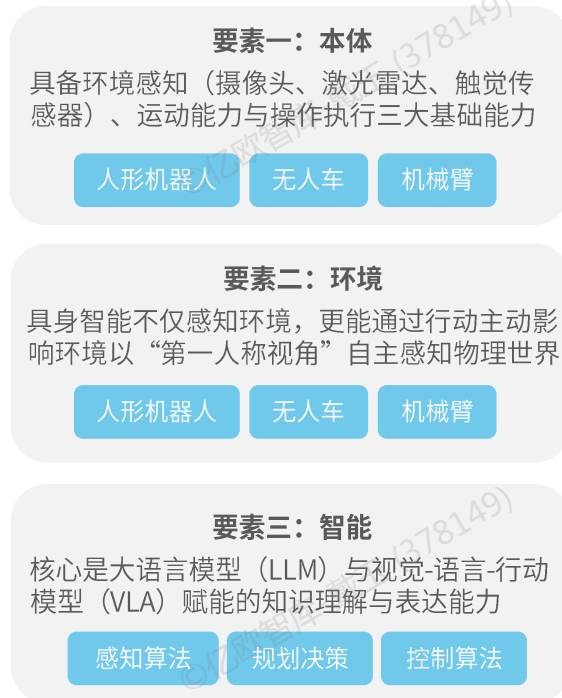 要素一：本体
具备环境感知（摄像头、激光雷达、触觉传
感器）、运动能力与操作执行三大基础能力
人形机器人 无人车 机械臂
要素二：环境
具身智能不仅感知环境，更能通过行动主动影
响环境以“第一人称视角”自主感知物理世界
人形机器人 无人车 机械臂
要素三：智能
核心是大语言模型（LLM）与视觉-语言-行动
模型（VLA）赋能的知识理解与表达能力
感知算法 规划决策 控制算法